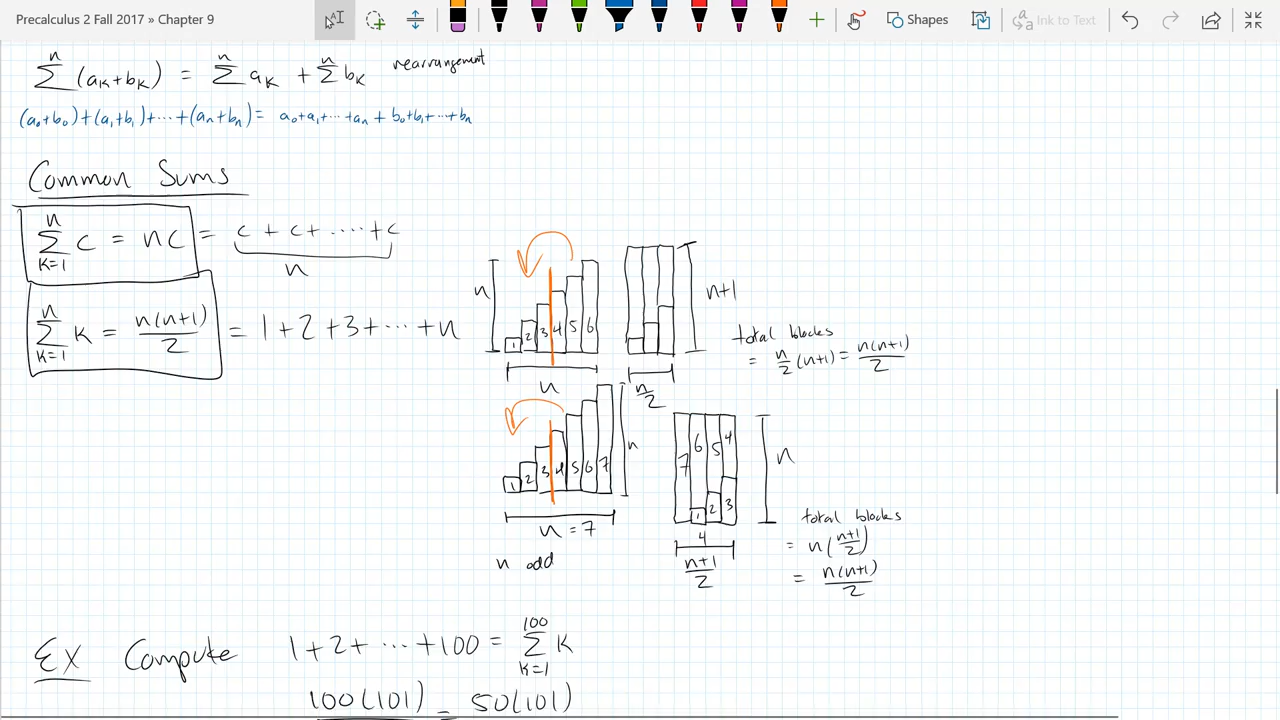 Precalculus 2 Fall 2017 » Chapter 9
Shapes
Ink to Text
n n n
∑ (aₖ+bₖ) = ∑ aₖ + ∑ bₖ rearrangement
(a₀+b₀)+(a₁+b₁)+⋯+(aₙ+bₙ)= a₀+a₁+⋯+aₙ + b₀+b₁+⋯+bₙ
Common Sums
n
∑ c = nc = c + c + ⋯ + c
k=1
n
n
∑ k = n(n+1)/2 = 1+2+3+⋯+n
k=1
n
1 2 3 4 5 6
n
n+1
n/2
total blocks
= n/2 (n+1) = n(n+1)/2
1 2 3 4 5 6 7
n
n = 7
n odd
7 6 5 4
1 2 3
n
4
n+1/2
total blocks
= n(n+1/2)
= n(n+1)/2
EX Compute 1+2+ ⋯ +100 = ∑ k
100
k=1
100(101) = 50(101)